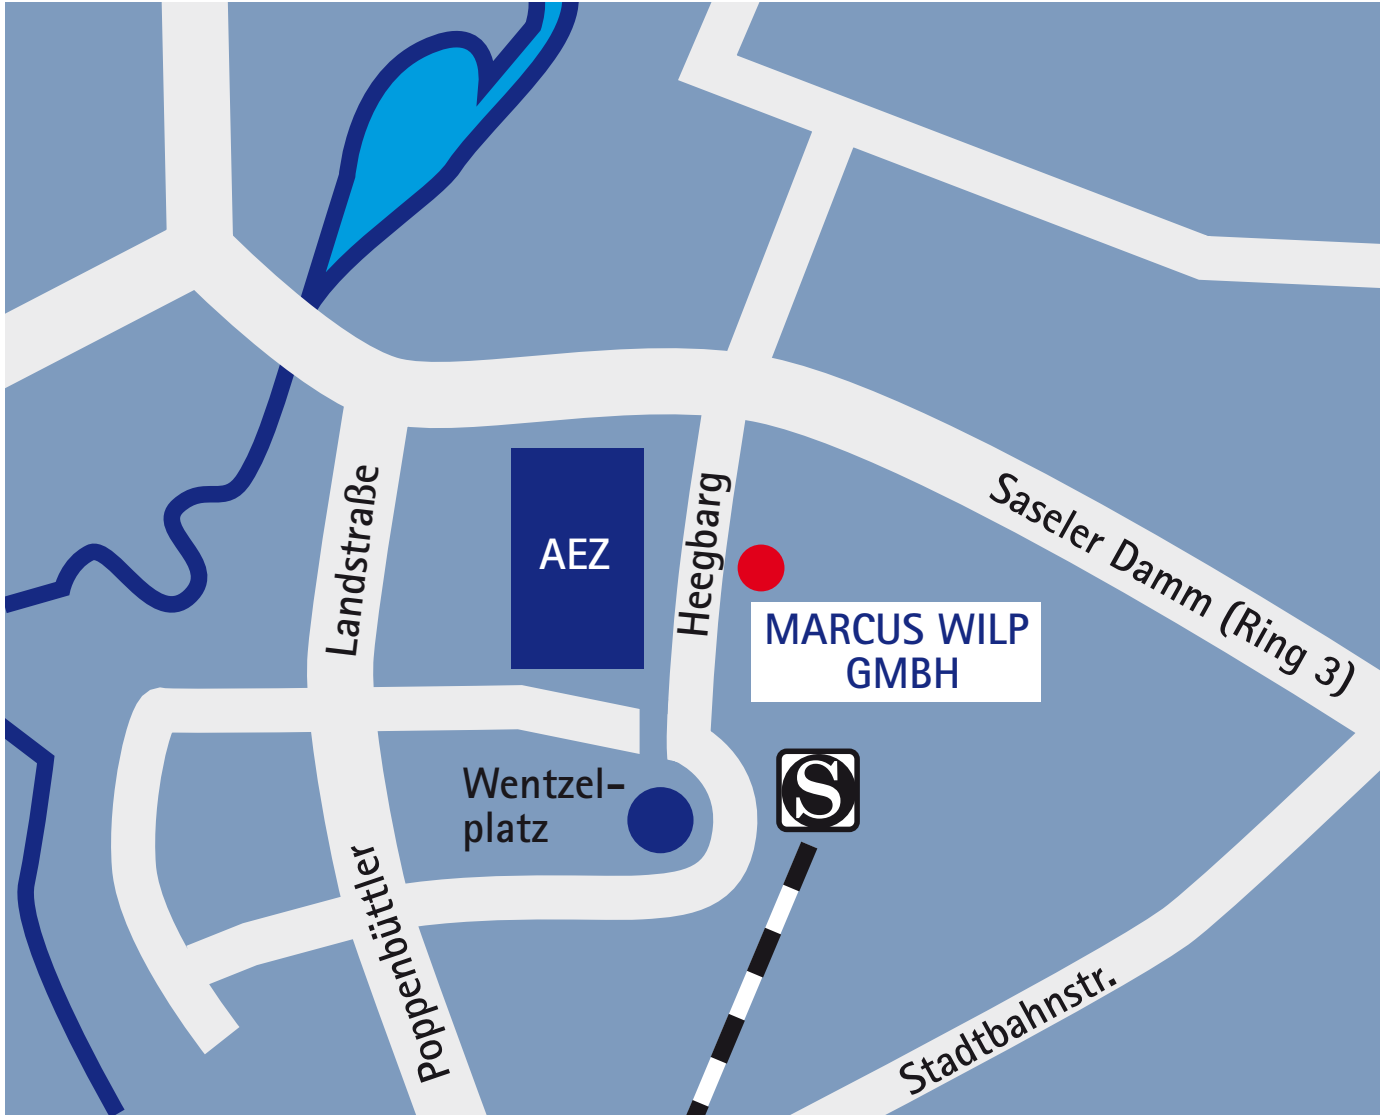 Landstraße
AEZ
Heegbarg
Saseler Damm (Ring 3)
MARCUS WILP
GMBH
Wentzel-
platz
S
Poppenbüttler
Stadtbahnstr.